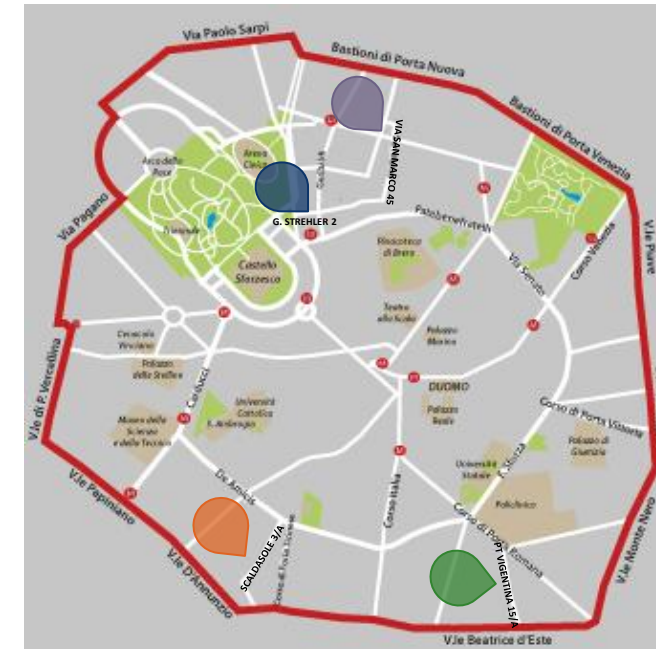 Via Paolo Sarpi
Bastioni di Porta Nuova
Bastioni di Porta Venezia
VIA SAN MARCO 45
Arco della
Pace
Arena
Civica
G. STREHLER 2
Fatebenefratelli
Via Pagano
Triennale
Castello
Sforzesco
Pinacoteca
di Brera
Via Senato
Corso Venezia
V.le Piave
Teatro
alla Scala
Palazzo
Marino
Cenacolo
Vinciano
Palazzo
delle Stelline
DUOMO
Palazzo
Reale
V.le di P. Vercellina
Carducci
Università
Cattolica
S. Ambrogio
Museo della
Scienza
e della Tecnica
Corso di Porta Vittoria
Palazzo di
Giustizia
F. Sforza
Università
Statale
Policlinico
V.le Papiniano
De Amicis
Corso Italia
Corso di Porta Romana
V.le Monte Nero
SCALDASOLE 3/A
Corso di Porta Ticinese
PT VIGENTINA 15/A
V.le D'Annunzio
V.le Beatrice d'Este